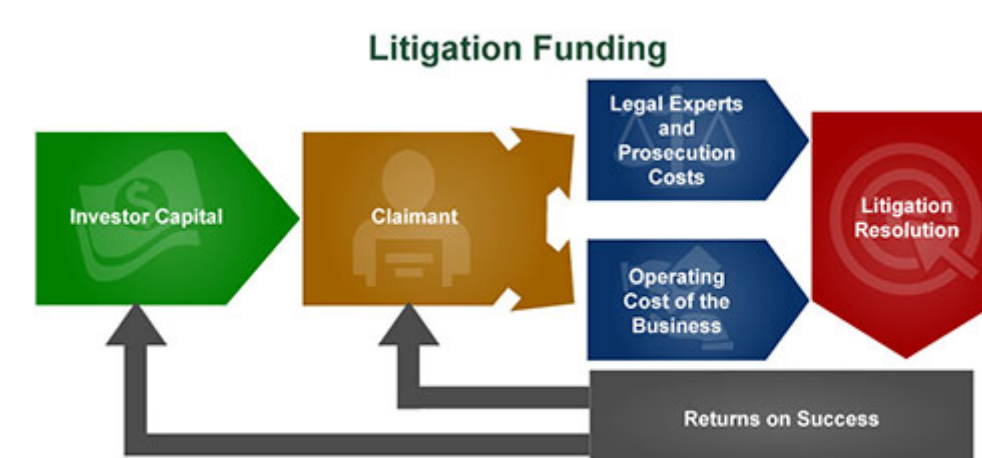 Litigation Funding
Investor Capital
Claimant
Legal Experts
and
Prosecution
Costs
Operating
Cost of the
Business
Litigation
Resolution
Returns on Success
$